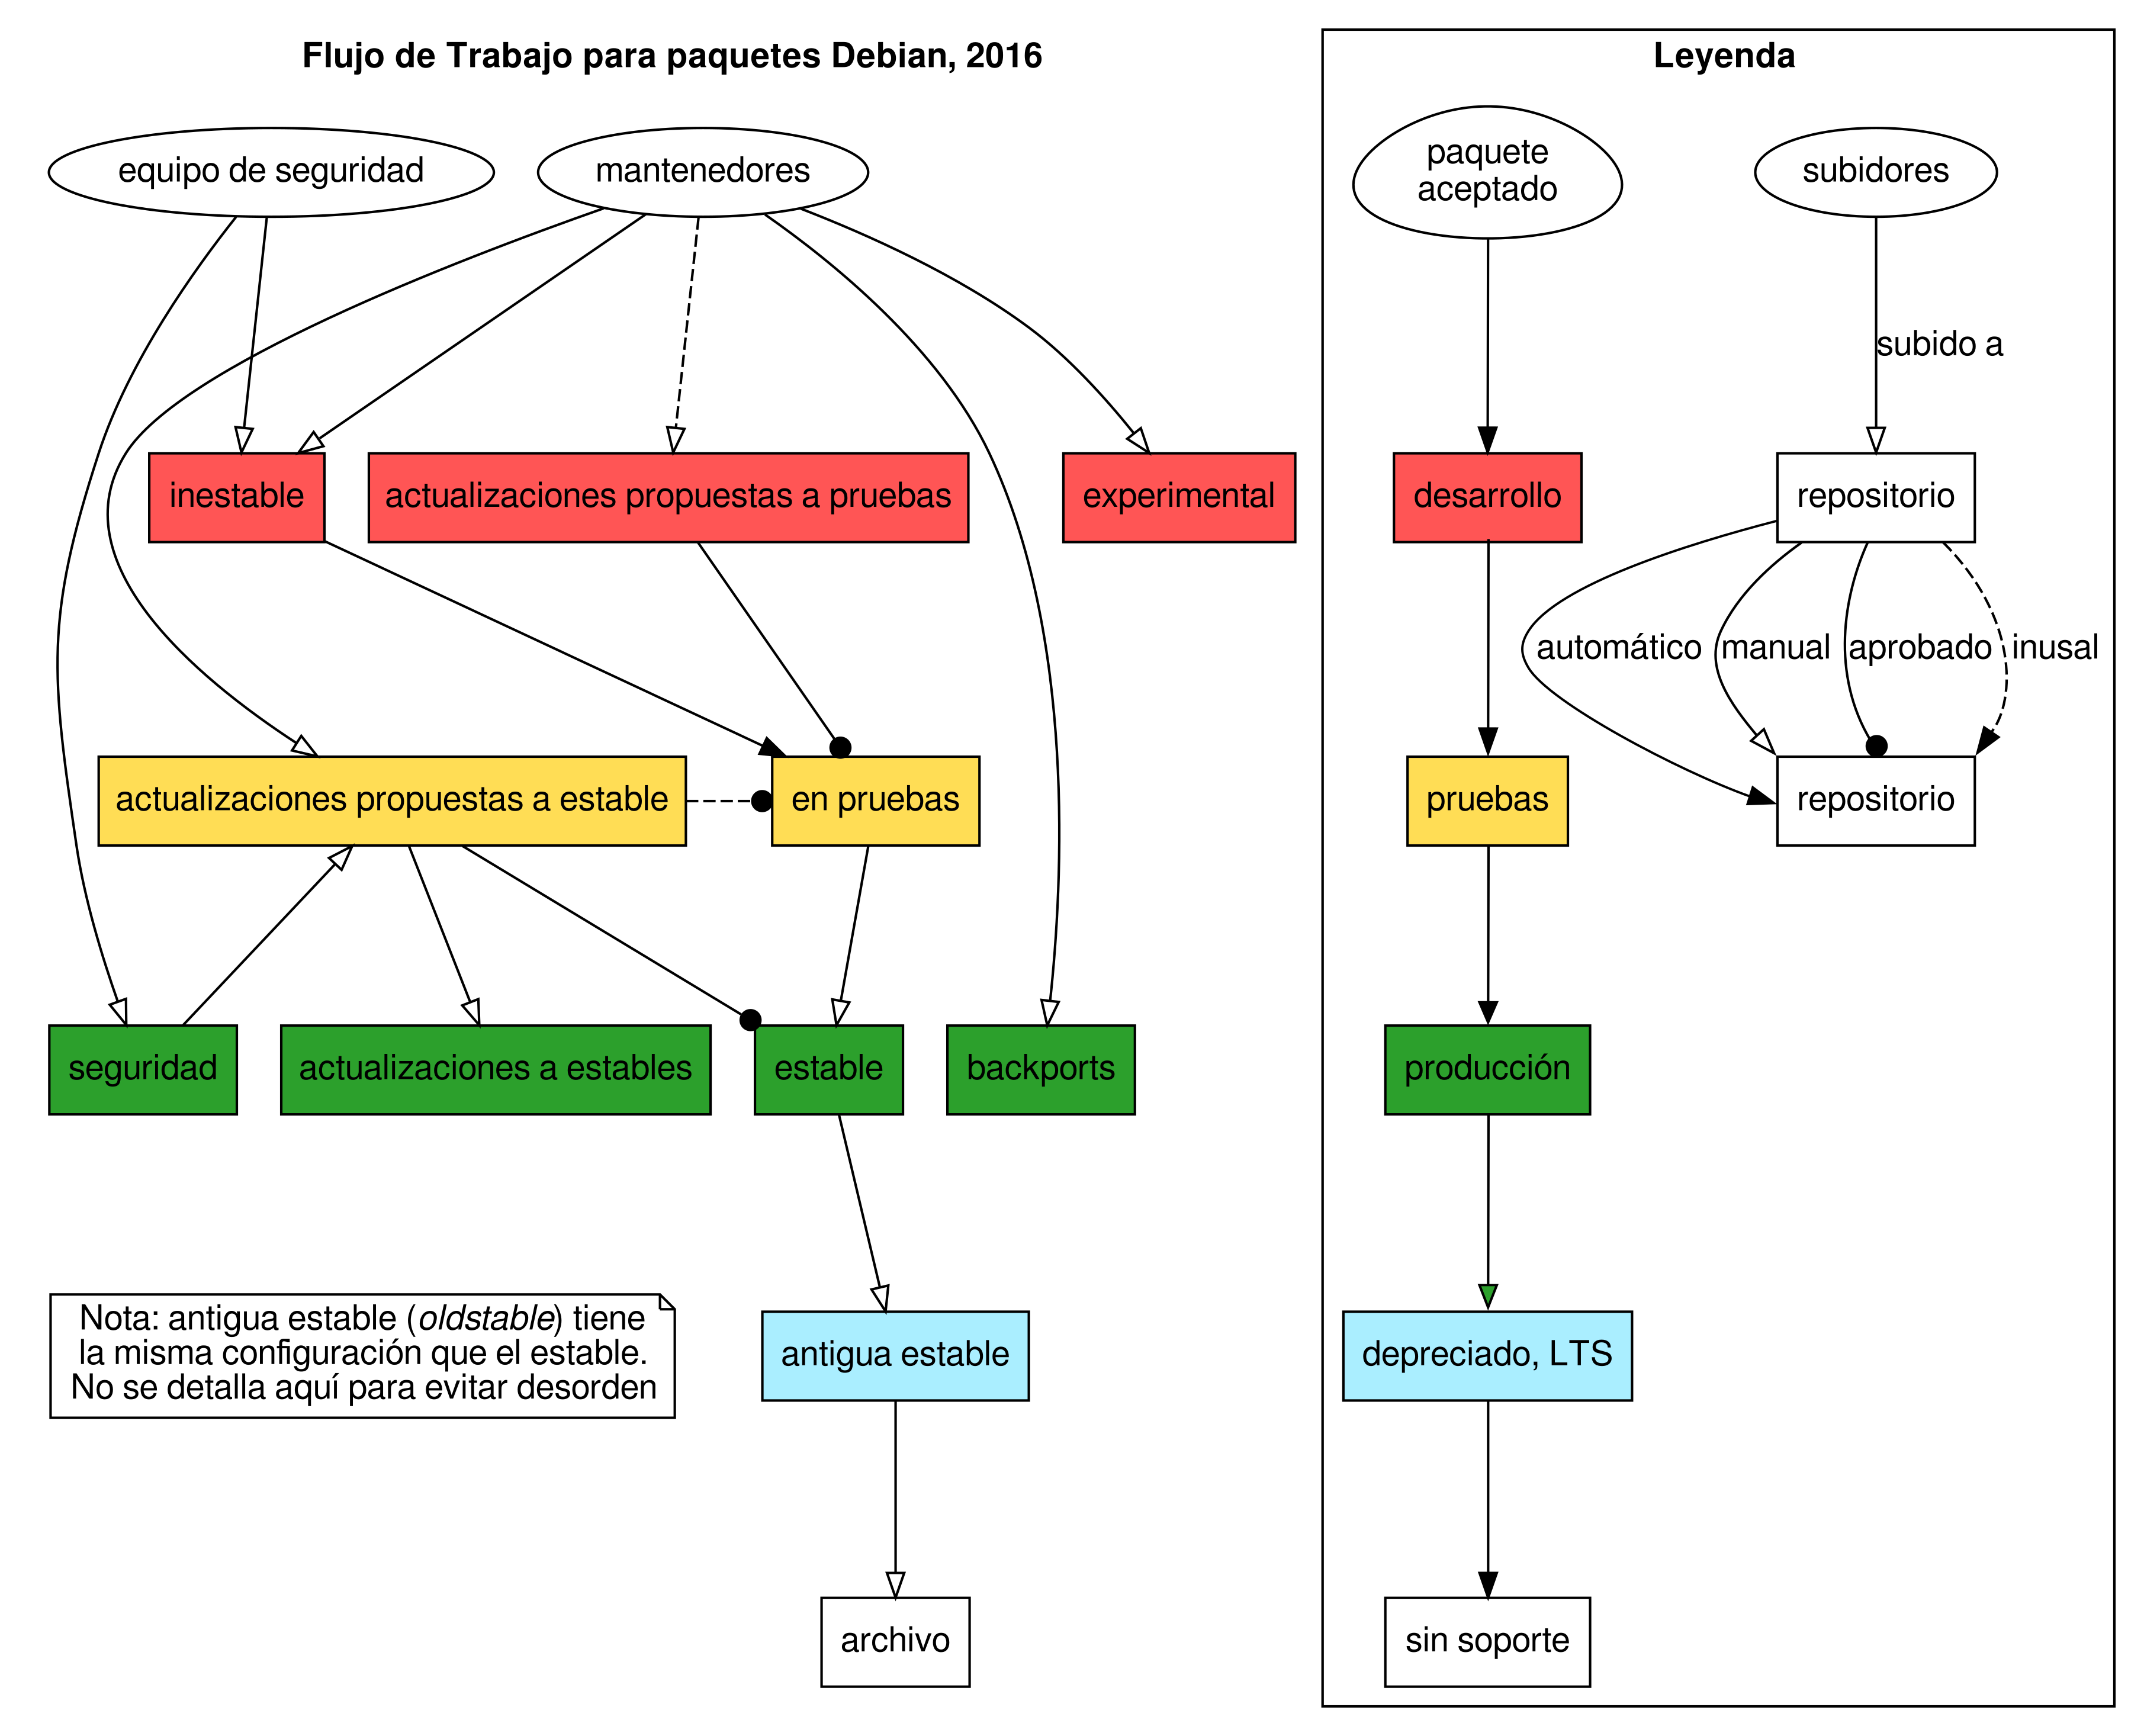 Flujo de Trabajo para paquetes Debian, 2016
equipo de seguridad
mantenedores
inestable
actualizaciones propuestas a pruebas
experimental
actualizaciones propuestas a estable
en pruebas
seguridad
actualizaciones a estables
estable
backports
Nota: antigua estable (oldstable) tiene
la misma configuración que el estable.
No se detalla aquí para evitar desorden
antigua estable
archivo
Leyenda
paquete
aceptado
subidores
subido a
desarrollo
repositorio
automático
manual
aprobado
inusal
pruebas
repositorio
producción
depreciado, LTS
sin soporte